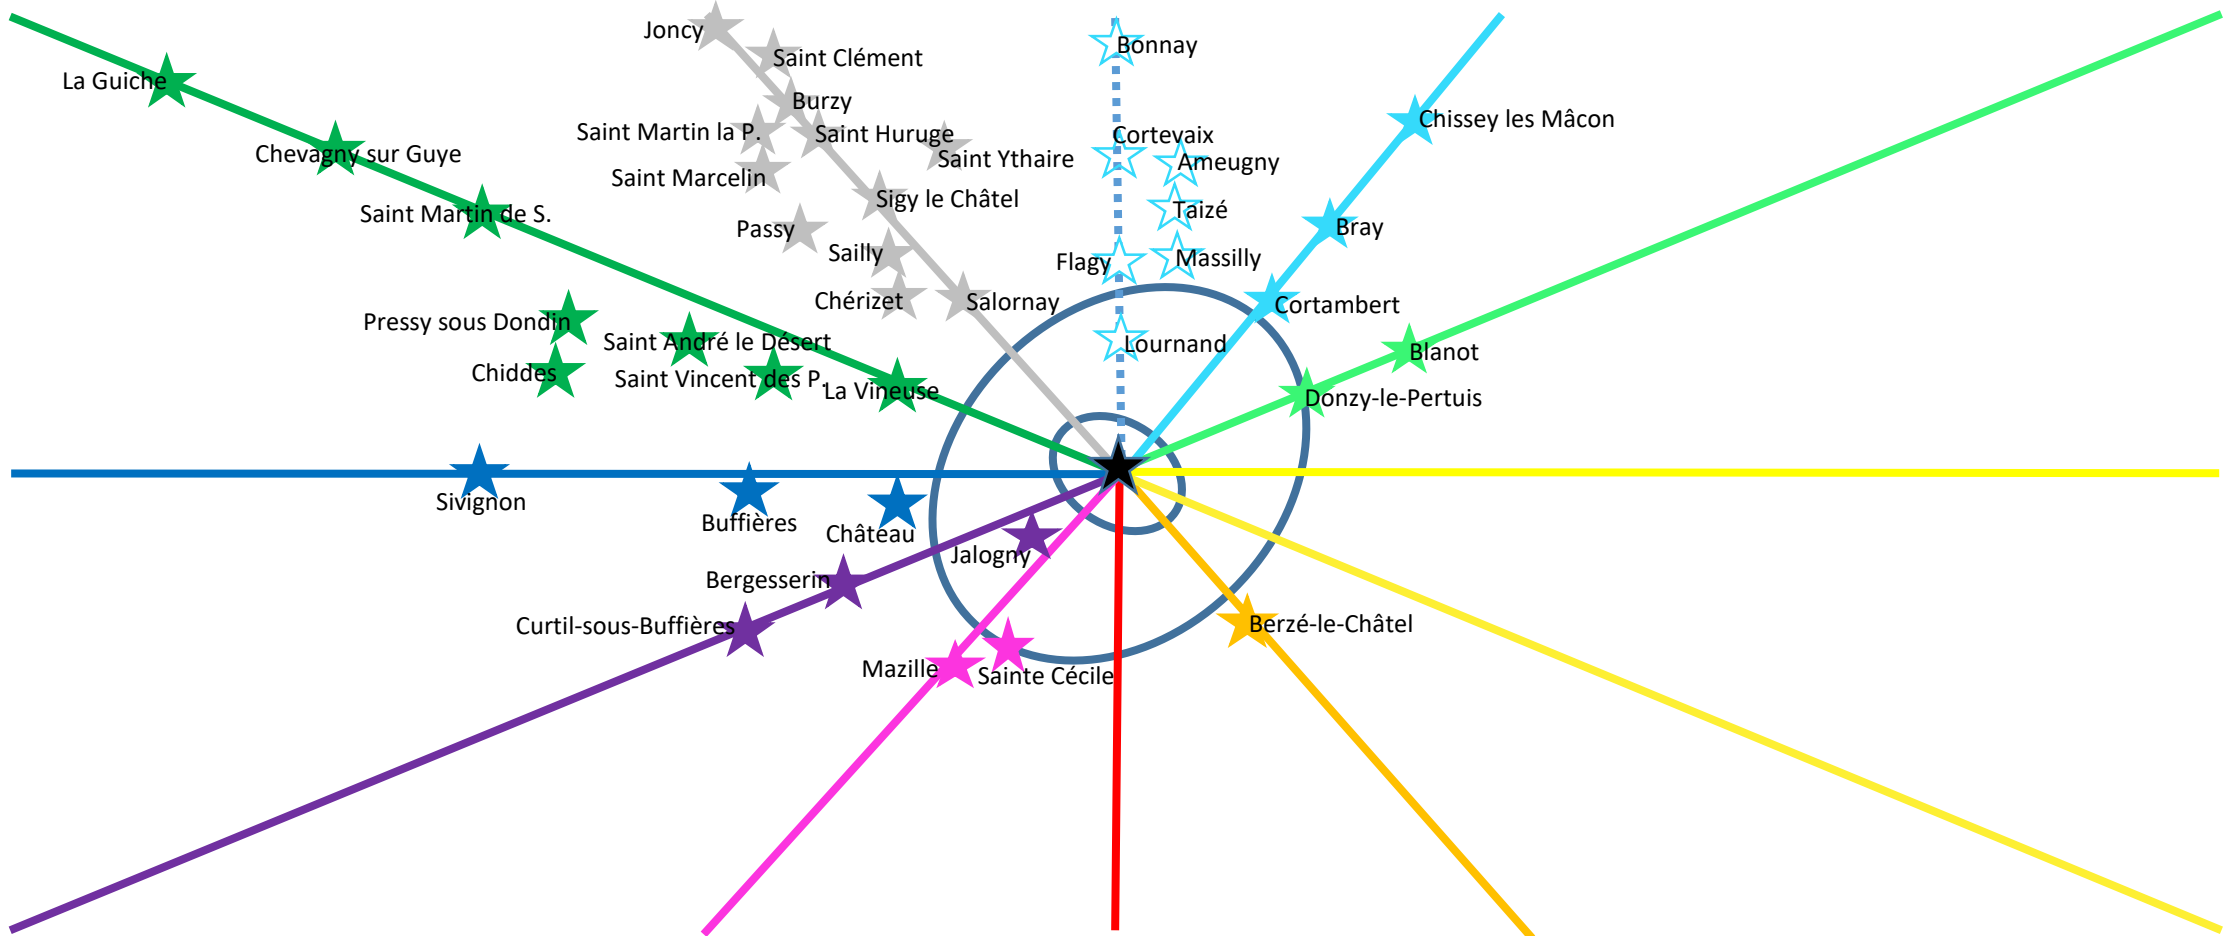 Joncy
Bonnay
Saint Clément
La Guiche
Burzy
Chissey les Mâcon
Saint Martin la P.
Saint Huruge
Cortevaix
Chevagny sur Guye
Saint Ythaire
Ameugny
Saint Marcelin
Sigy le Châtel
Saint Martin de S.
Taizé
Passy
Bray
Sailly
Flagy
Massilly
Chérizet
Salornay
Cortambert
Pressy sous Dondin
Saint André le Désert
Lournand
Blanot
Chiddes
Saint Vincent des P.
La Vineuse
Donzy-le-Pertuis
Sivignon
Buffières
Château
Jalogny
Bergesserin
Curtil-sous-Buffières
Berzé-le-Châtel
Mazille
Sainte Cécile